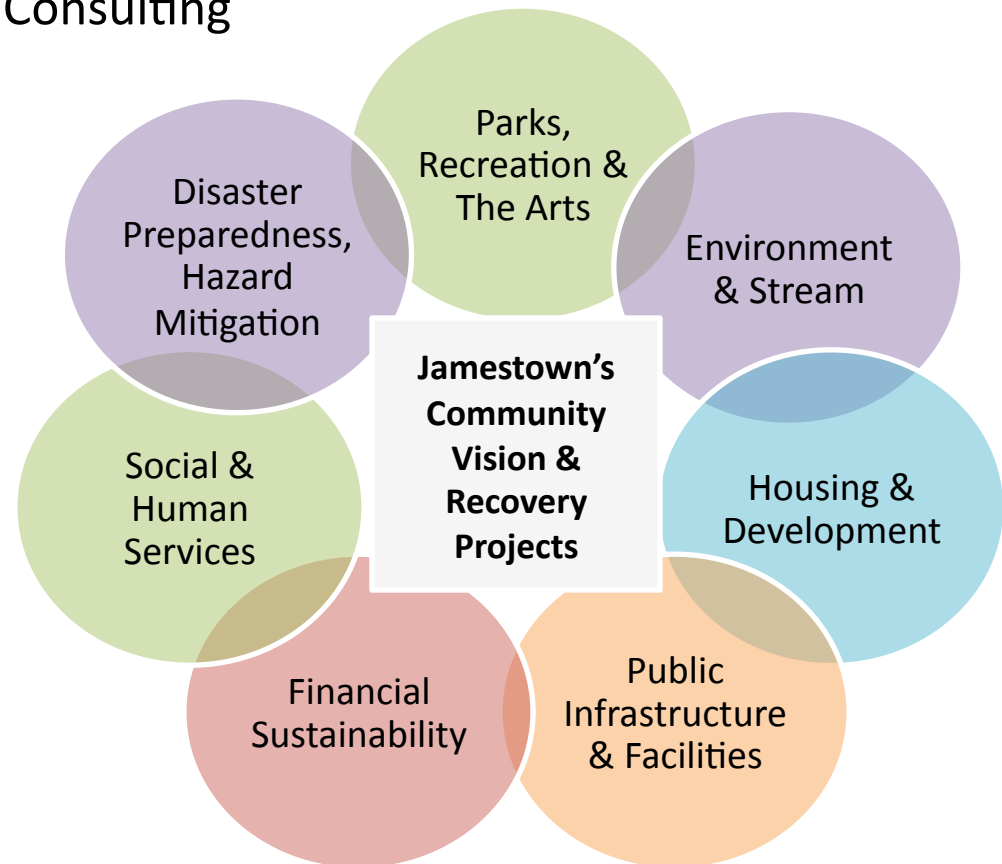 Consulting
Parks,
Recreation &
The Arts
Disaster
Preparedness,
Hazard
Mitigation
Environment
& Stream
Jamestown's
Community
Vision &
Recovery
Projects
Social &
Human
Services
Housing &
Development
Financial
Sustainability
Public
Infrastructure
& Facilities